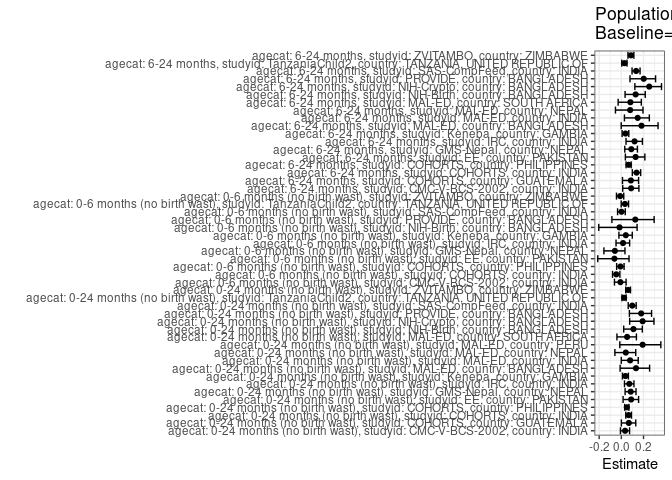 Population
Baseline=
agecat: 6-24 months, studyid: ZVITAMBO, country: ZIMBABWE
agecat: 6-24 months, studyid: TanzaniaChild2, country: TANZANIA, UNITED REPUBLIC OF
agecat: 6-24 months, studyid: SAS-CompFeed, country: INDIA
agecat: 6-24 months, studyid: PROVIDE, country: BANGLADESH
agecat: 6-24 months, studyid: NIH-Crypto, country: BANGLADESH
agecat: 6-24 months, studyid: NIH-Birth, country: BANGLADESH
agecat: 6-24 months, studyid: MAL-ED, country: SOUTH AFRICA
agecat: 6-24 months, studyid: MAL-ED, country: NEPAL
agecat: 6-24 months, studyid: MAL-ED, country: INDIA
agecat: 6-24 months, studyid: MAL-ED, country: BANGLADESH
agecat: 6-24 months, studyid: Keneba, country: GAMBIA
agecat: 6-24 months, studyid: IRC, country: INDIA
agecat: 6-24 months, studyid: GMS-Nepal, country: NEPAL
agecat: 6-24 months, studyid: EE, country: PAKISTAN
agecat: 6-24 months, studyid: COHORTS, country: PHILIPPINES
agecat: 6-24 months, studyid: COHORTS, country: INDIA
agecat: 6-24 months, studyid: COHORTS, country: GUATEMALA
agecat: 6-24 months, studyid: CMC-V-BCS-2002, country: INDIA
agecat: 0-6 months (no birth wast), studyid: ZVITAMBO, country: ZIMBABWE
agecat: 0-6 months (no birth wast), studyid: TanzaniaChild2, country: TANZANIA, UNITED REPUBLIC OF
agecat: 0-6 months (no birth wast), studyid: SAS-CompFeed, country: INDIA
agecat: 0-6 months (no birth wast), studyid: PROVIDE, country: BANGLADESH
agecat: 0-6 months (no birth wast), studyid: NIH-Birth, country: BANGLADESH
agecat: 0-6 months (no birth wast), studyid: Keneba, country: GAMBIA
agecat: 0-6 months (no birth wast), studyid: IRC, country: INDIA
agecat: 0-6 months (no birth wast), studyid: GMS-Nepal, country: NEPAL
agecat: 0-6 months (no birth wast), studyid: EE, country: PAKISTAN
agecat: 0-6 months (no birth wast), studyid: COHORTS, country: PHILIPPINES
agecat: 0-6 months (no birth wast), studyid: COHORTS, country: INDIA
agecat: 0-6 months (no birth wast), studyid: CMC-V-BCS-2002, country: INDIA
agecat: 0-24 months (no birth wast), studyid: ZVITAMBO, country: ZIMBABWE
agecat: 0-24 months (no birth wast), studyid: TanzaniaChild2, country: TANZANIA, UNITED REPUBLIC OF
agecat: 0-24 months (no birth wast), studyid: SAS-CompFeed, country: INDIA
agecat: 0-24 months (no birth wast), studyid: PROVIDE, country: BANGLADESH
agecat: 0-24 months (no birth wast), studyid: NIH-Crypto, country: BANGLADESH
agecat: 0-24 months (no birth wast), studyid: NIH-Birth, country: BANGLADESH
agecat: 0-24 months (no birth wast), studyid: MAL-ED, country: SOUTH AFRICA
agecat: 0-24 months (no birth wast), studyid: MAL-ED, country: PERU
agecat: 0-24 months (no birth wast), studyid: MAL-ED, country: NEPAL
agecat: 0-24 months (no birth wast), studyid: MAL-ED, country: INDIA
agecat: 0-24 months (no birth wast), studyid: MAL-ED, country: BANGLADESH
agecat: 0-24 months (no birth wast), studyid: Keneba, country: GAMBIA
agecat: 0-24 months (no birth wast), studyid: IRC, country: INDIA
agecat: 0-24 months (no birth wast), studyid: GMS-Nepal, country: NEPAL
agecat: 0-24 months (no birth wast), studyid: EE, country: PAKISTAN
agecat: 0-24 months (no birth wast), studyid: COHORTS, country: PHILIPPINES
agecat: 0-24 months (no birth wast), studyid: COHORTS, country: INDIA
agecat: 0-24 months (no birth wast), studyid: COHORTS, country: GUATEMALA
agecat: 0-24 months (no birth wast), studyid: CMC-V-BCS-2002, country: INDIA
-0.2 0.0 0.2
Estimate